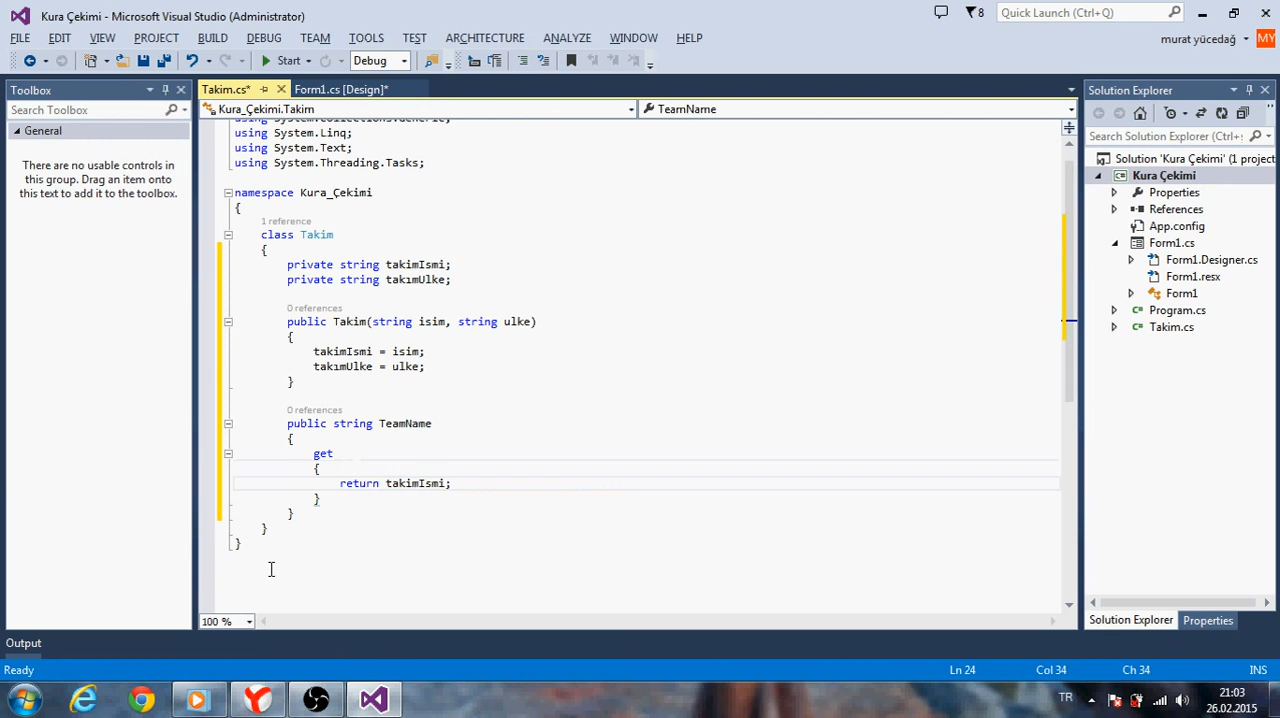 Kura Çekimi - Microsoft Visual Studio (Administrator)
8
Quick Launch (Ctrl+Q)
FILE EDIT VIEW PROJECT BUILD DEBUG TEAM TOOLS TEST ARCHITECTURE ANALYZE WINDOW HELP
murat yücedağ MY
Start Debug
Toolbox
Search Toolbox
General
There are no usable controls in
this group. Drag an item onto
this text to add it to the toolbox.
Takim.cs* Form1.cs [Design]*
Kura_Çekimi.Takim TeamName
using System.Collections.Generic;
using System.Linq;
using System.Text;
using System.Threading.Tasks;
namespace Kura_Çekimi
{
1 reference
class Takim
{
private string takimIsmi;
private string takımUlke;
0 references
public Takim(string isim, string ulke)
{
takimIsmi = isim;
takımUlke = ulke;
}
0 references
public string TeamName
{
get
{
return takimIsmi;
}
}
}
}
100 %
Solution Explorer
Search Solution Explorer (Ctrl+ş
Solution 'Kura Çekimi' (1 project
Kura Çekimi
Properties
References
App.config
Form1.cs
Form1.Designer.cs
Form1.resx
Form1
Program.cs
Takim.cs
Solution Explorer Properties
Output
Ready Ln 24 Col 34 Ch 34 INS
TR 21:03
26.02.2015